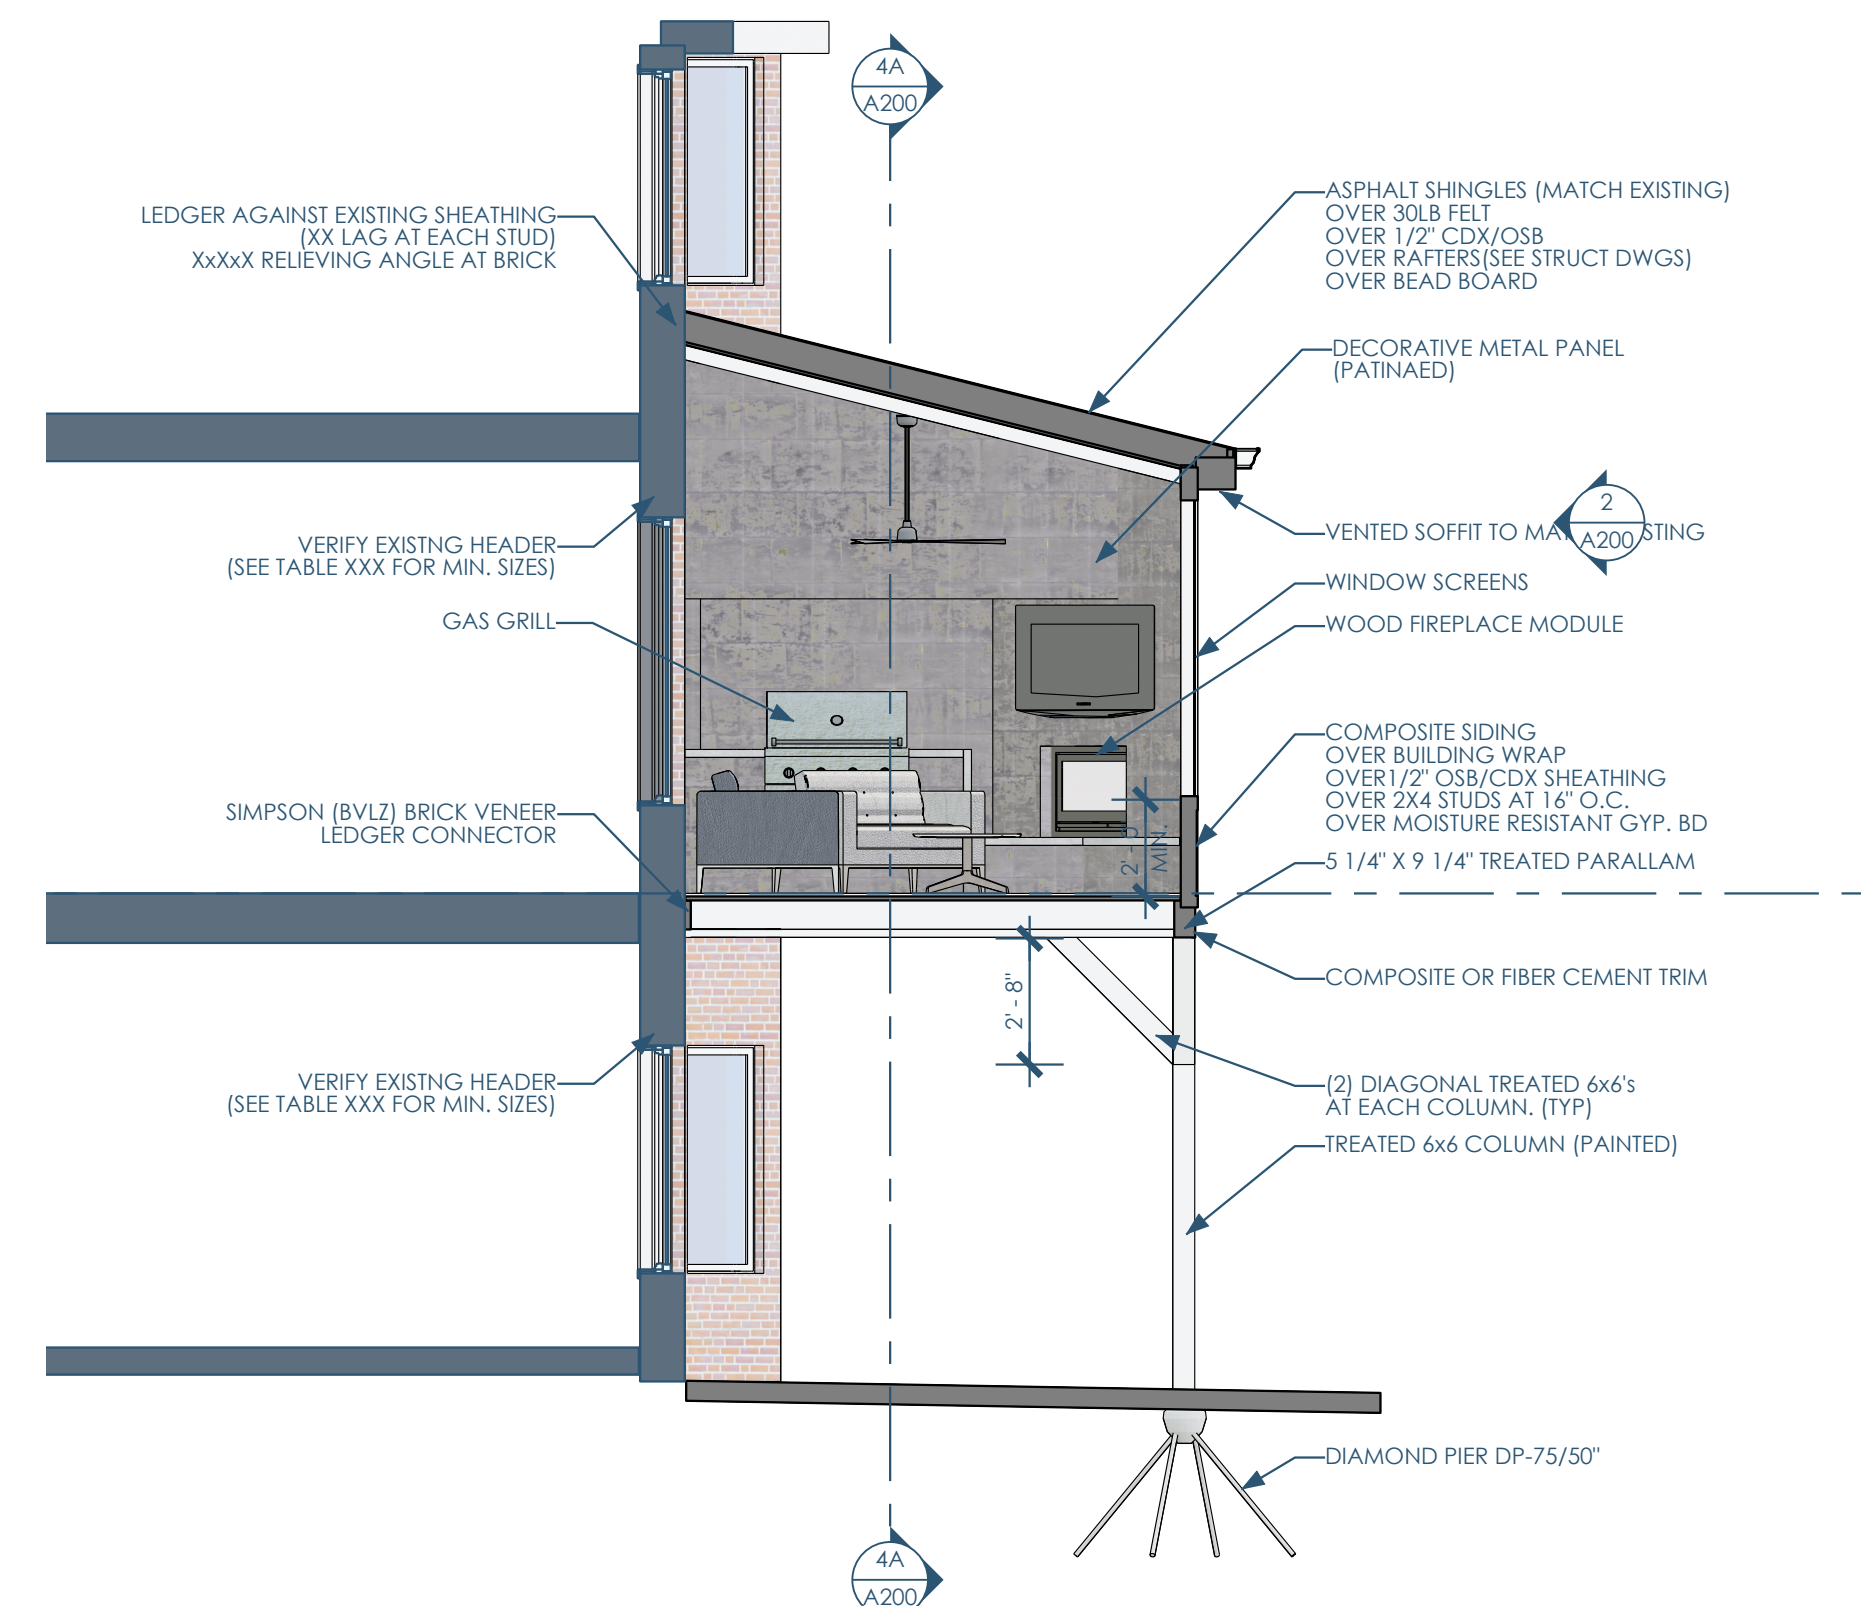 4A
A200
LEDGER AGAINST EXISTING SHEATHING
(XX LAG AT EACH STUD)
XxXxX RELIEVING ANGLE AT BRICK
ASPHALT SHINGLES (MATCH EXISTING)
OVER 30LB FELT
OVER 1/2" CDX/OSB
OVER RAFTERS(SEE STRUCT DWGS)
OVER BEAD BOARD
DECORATIVE METAL PANEL
(PATINAED)
2
A200
VERIFY EXISTNG HEADER
(SEE TABLE XXX FOR MIN. SIZES)
VENTED SOFFIT TO
WINDOW SCREENS
GAS GRILL
WOOD FIREPLACE MODULE
COMPOSITE SIDING
OVER BUILDING WRAP
OVER1/2" OSB/CDX SHEATHING
OVER 2X4 STUDS AT 16" O.C.
OVER MOISTURE RESISTANT GYP. BD
SIMPSON (BVLZ) BRICK VENEER
LEDGER CONNECTOR
2' - 0"
MIN.
5 1/4" X 9 1/4" TREATED PARALLAM
COMPOSITE OR FIBER CEMENT TRIM
2' - 8"
VERIFY EXISTNG HEADER
(SEE TABLE XXX FOR MIN. SIZES)
(2) DIAGONAL TREATED 6x6's
AT EACH COLUMN. (TYP)
TREATED 6x6 COLUMN (PAINTED)
DIAMOND PIER DP-75/50"
4A
A200